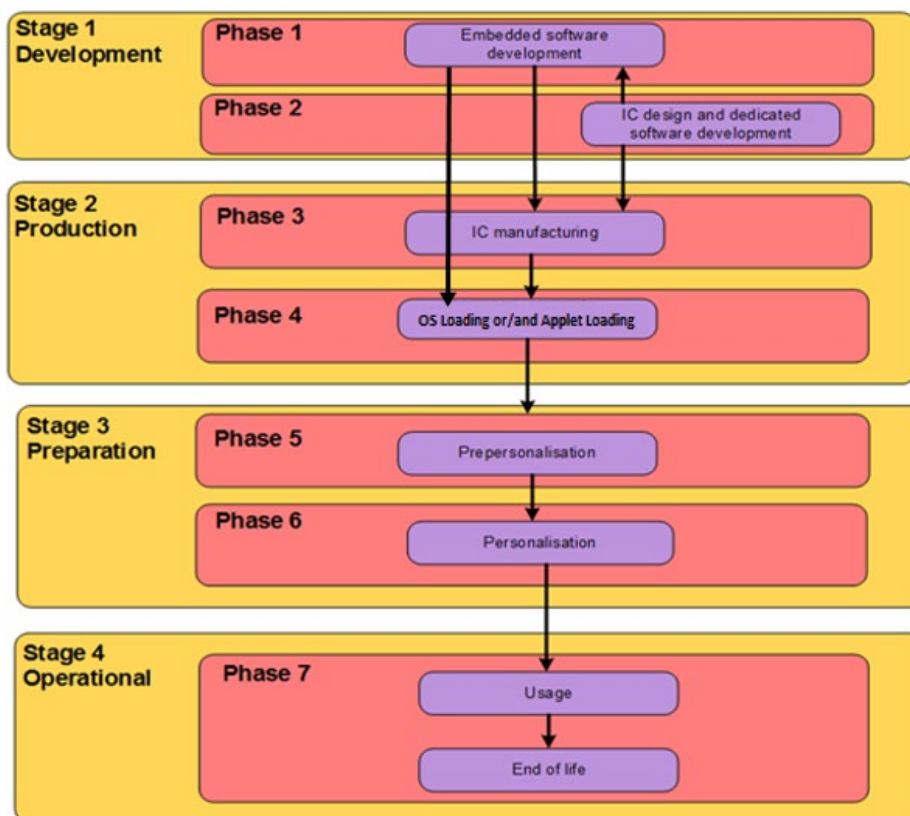 Stage 1
Development
Phase 1
Embedded software
development
Phase 2
IC design and dedicated
software development
Stage 2
Production
Phase 3
IC manufacturing
Phase 4
OS Loading or/and Applet Loading
Stage 3
Preparation
Phase 5
Prepersonalisation
Phase 6
Personalisation
Stage 4
Operational
Phase 7
Usage
End of life